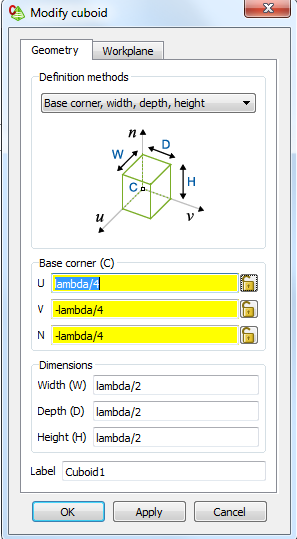 Modify cuboid
Geometry Workplane
Definition methods
Base corner, width, depth, height
n
W D
H
C
u v
Base corner (C)
U lambda/4
V -lambda/4
N -lambda/4
Dimensions
Width (W) lambda/2
Depth (D) lambda/2
Height (H) lambda/2
Label Cuboid1
OK Apply Cancel